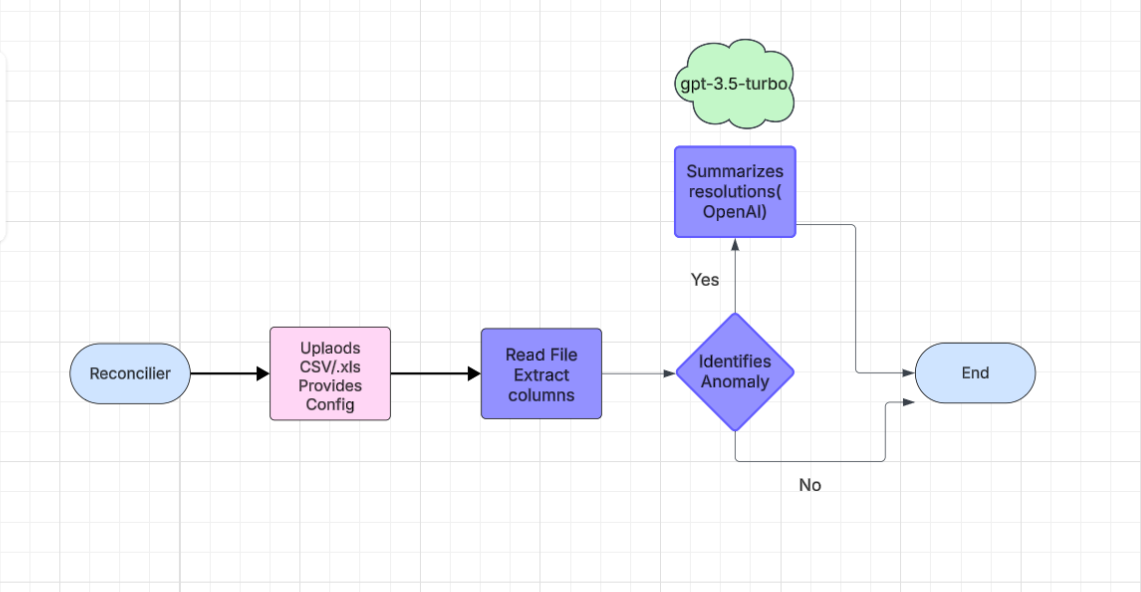 gpt-3.5-turbo
Summarizes
resolutions(
OpenAI)
Yes
Reconcilier
Uplaods
CSV/.xls
Provides
Config
Read File
Extract
columns
Identifies
Anomaly
End
No